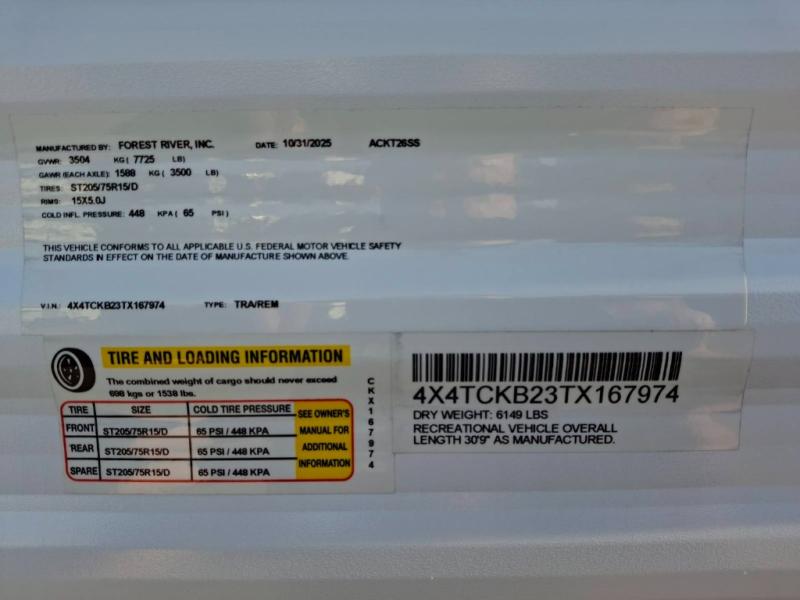 MANUFACTURED BY: FOREST RIVER, INC. DATE: 10/31/2025 ACKT26SS
GVWR: 3504 KG ( 7725 LB)
GAWR (EACH AXLE): 1588 KG ( 3500 LB)
TIRES: ST205/75R15/D
RIMS: 15X5.0J
COLD INFL. PRESSURE: 448 KPA ( 65 PSI )
THIS VEHICLE CONFORMS TO ALL APPLICABLE U.S. FEDERAL MOTOR VEHICLE SAFETY
STANDARDS IN EFFECT ON THE DATE OF MANUFACTURE SHOWN ABOVE.
V.I.N.: 4X4TCKB23TX167974 TYPE: TRA/REM
TIRE AND LOADING INFORMATION
The combined weight of cargo should never exceed
698 kgs or 1538 lbs.
TIRE SIZE COLD TIRE PRESSURE SEE OWNER'S
FRONT ST205/75R15/D 65 PSI / 448 KPA MANUAL FOR
REAR ST205/75R15/D 65 PSI / 448 KPA ADDITIONAL
SPARE ST205/75R15/D 65 PSI / 448 KPA INFORMATION
CKX167974
4X4TCKB23TX167974
DRY WEIGHT: 6149 LBS
RECREATIONAL VEHICLE OVERALL
LENGTH 30'9" AS MANUFACTURED.